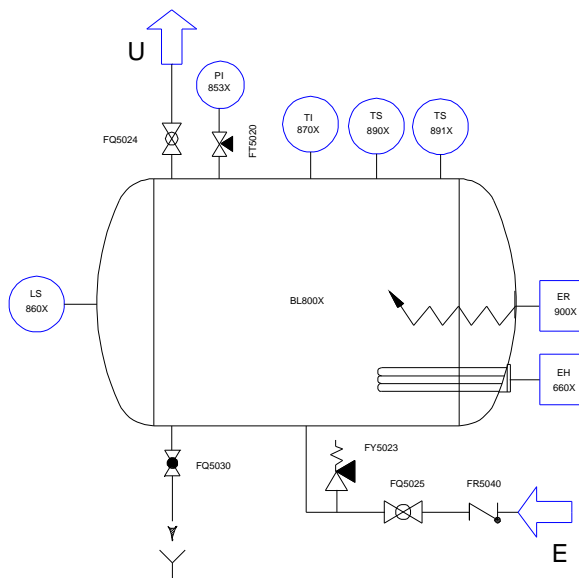 U
PI
853X
TI
870X
TS
890X
TS
891X
FQ5024
FT5020
LS
860X
BL800X
ER
900X
EH
660X
FY5023
FQ5030
FQ5025
FR5040
E